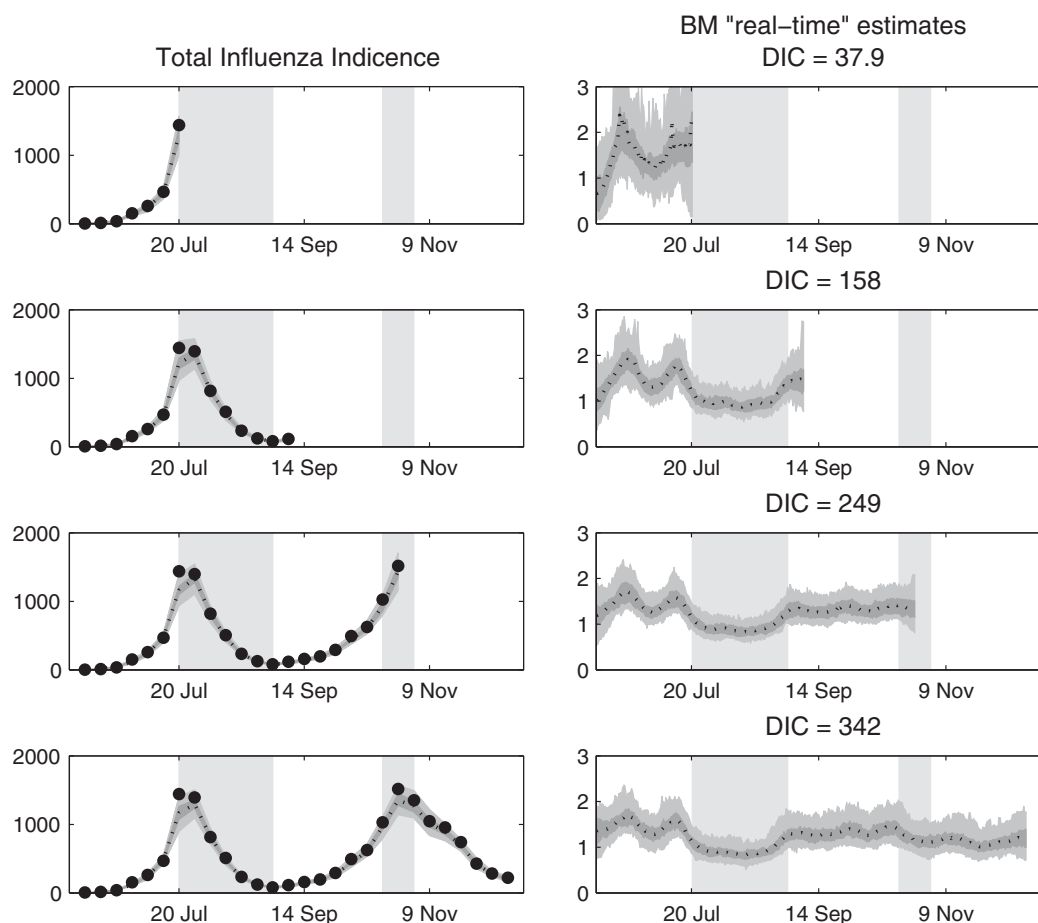 BM "real-time" estimates
Total Influenza Indicence
DIC = 37.9
2000
1000
0
20 Jul
14 Sep
9 Nov
3
2
1
0
20 Jul
14 Sep
9 Nov
DIC = 158
2000
1000
0
20 Jul
14 Sep
9 Nov
3
2
1
0
20 Jul
14 Sep
9 Nov
DIC = 249
2000
1000
0
20 Jul
14 Sep
9 Nov
3
2
1
0
20 Jul
14 Sep
9 Nov
DIC = 342
2000
1000
0
20 Jul
14 Sep
9 Nov
3
2
1
0
20 Jul
14 Sep
9 Nov